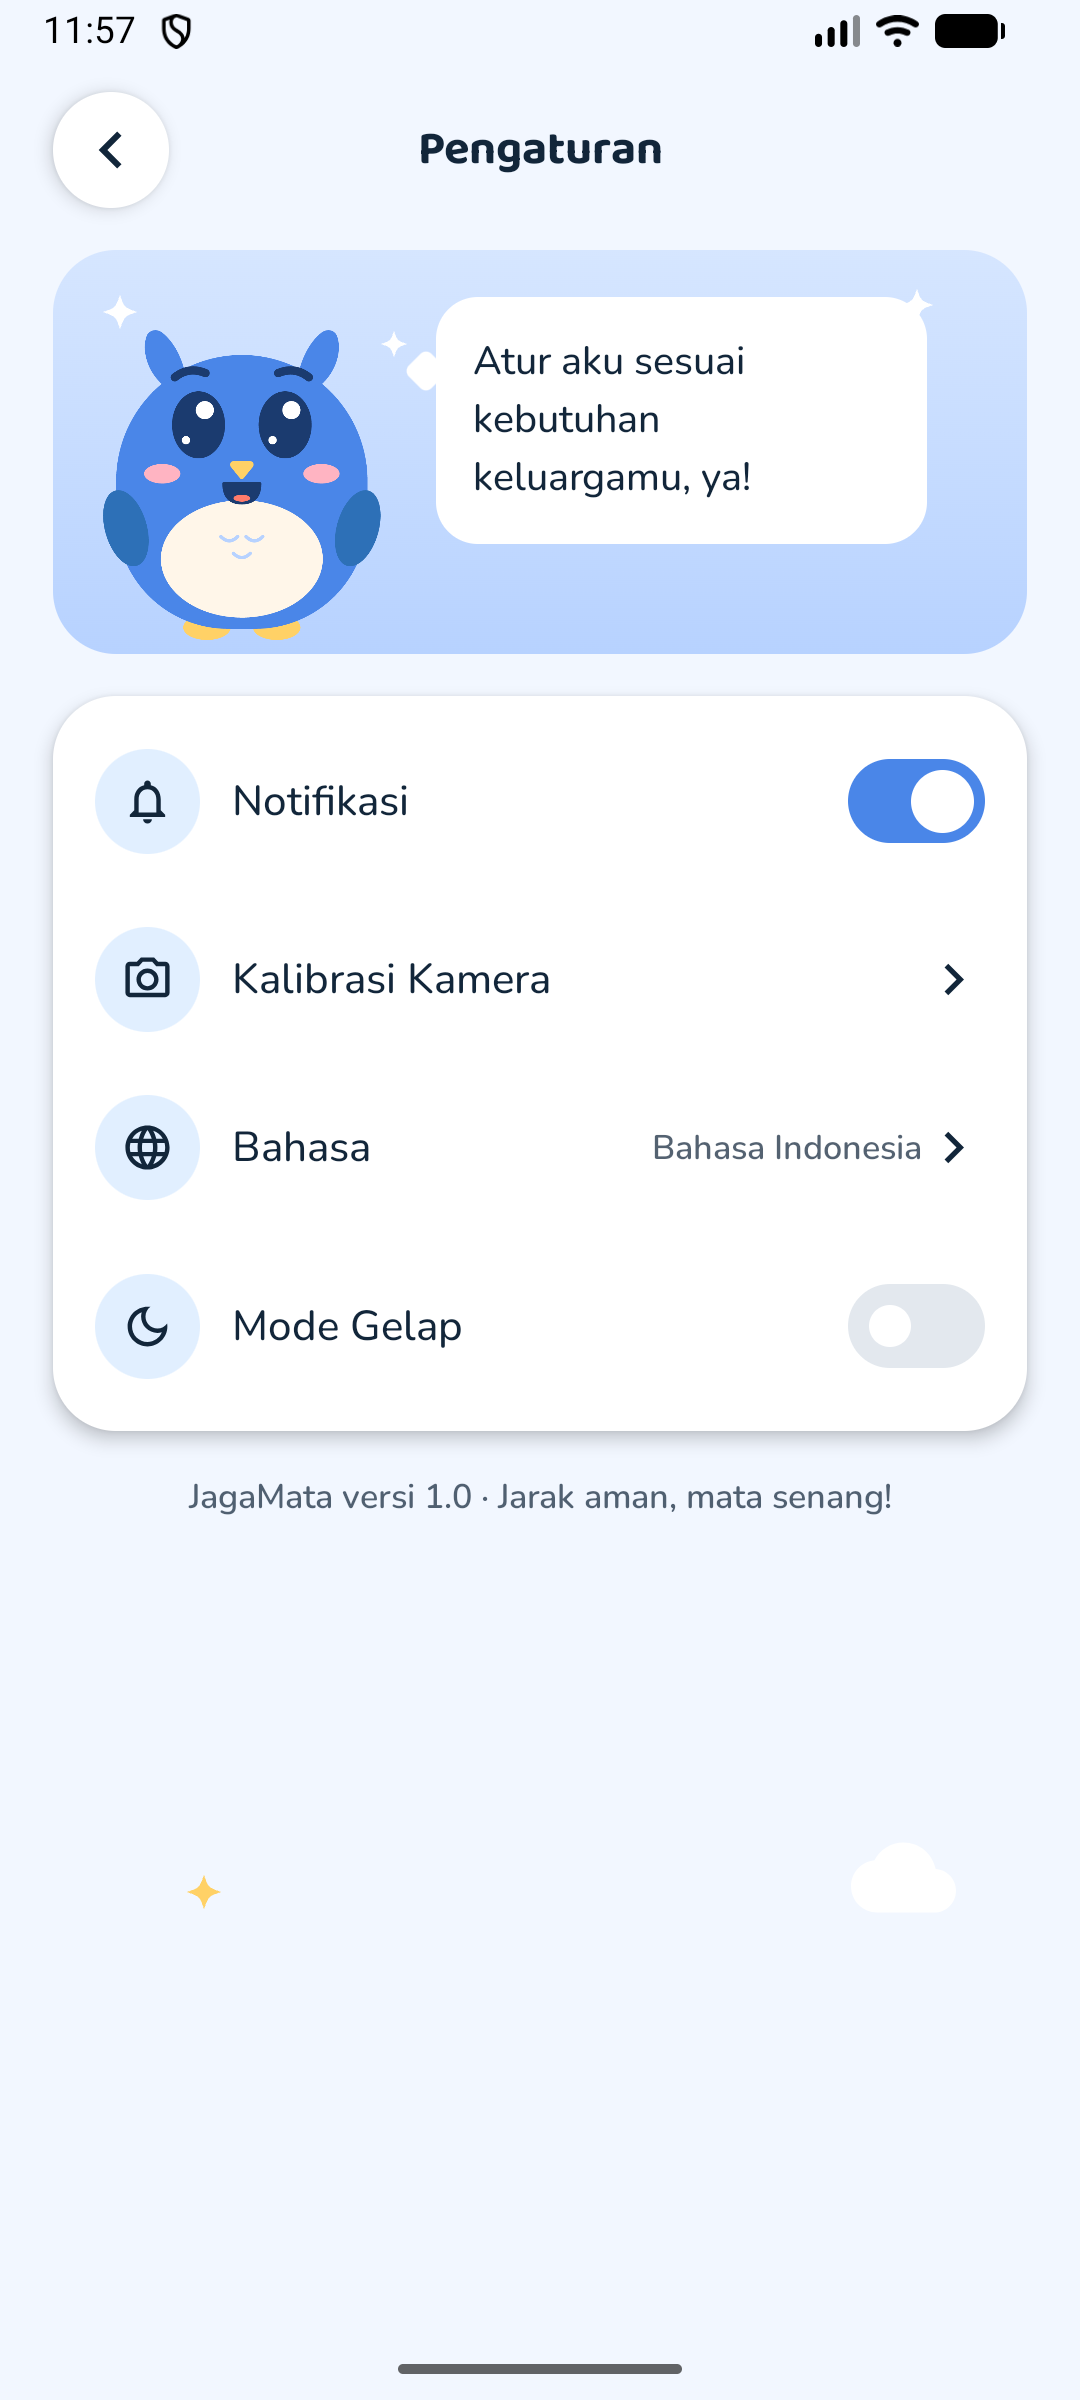 11:57
Pengaturan
Atur aku sesuai
kebutuhan
keluargamu, ya!
Notifikasi
Kalibrasi Kamera
Bahasa
Bahasa Indonesia
Mode Gelap
JagaMata versi 1.0 · Jarak aman, mata senang!